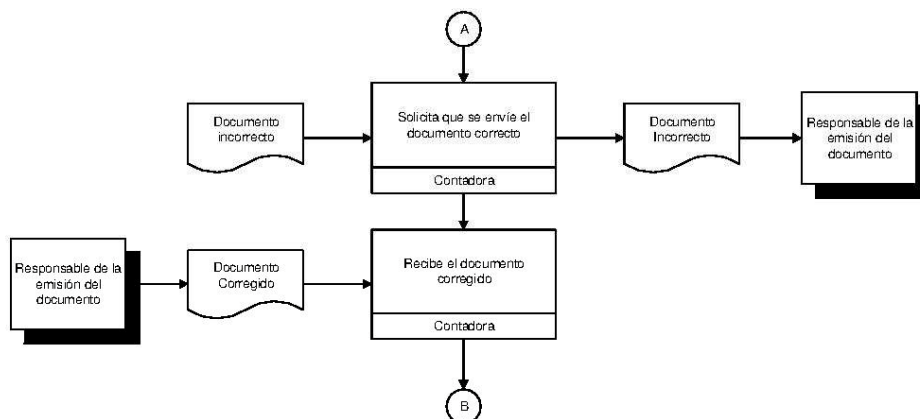 A
Documento
incorrecto
Solicita que se envíe el
documento correcto
Contadora
Documento
Incorrecto
Responsable de la
emisión del
documento
Responsable de la
emisión del
documento
Documento
Corregido
Recibe el documento
corregido
Contadora
B